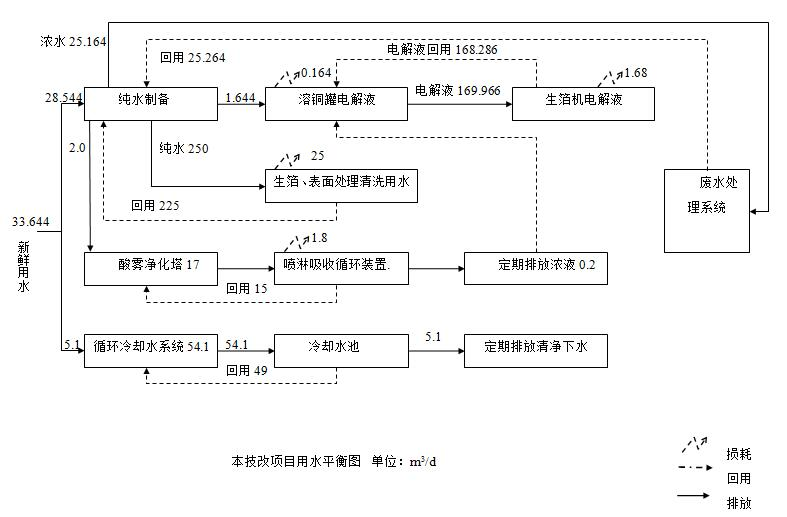 浓水 25.164
回用 25.264
电解液回用 168.286
28.544
纯水制备
1.644
0.164
溶铜罐电解液
电解液 169.966
1.68
生箔机电解液
2.0
纯水 250
25
生箔、表面处理清洗用水
回用 225
废水处
理系统
33.644
新鲜用水
酸雾净化塔 17
1.8
喷淋吸收循环装置.
定期排放浓液 0.2
回用 15
5.1
循环冷却水系统 54.1
54.1
冷却水池
5.1
定期排放清净下水
回用 49
本技改项目用水平衡图 单位：m³/d
损耗
回用
排放